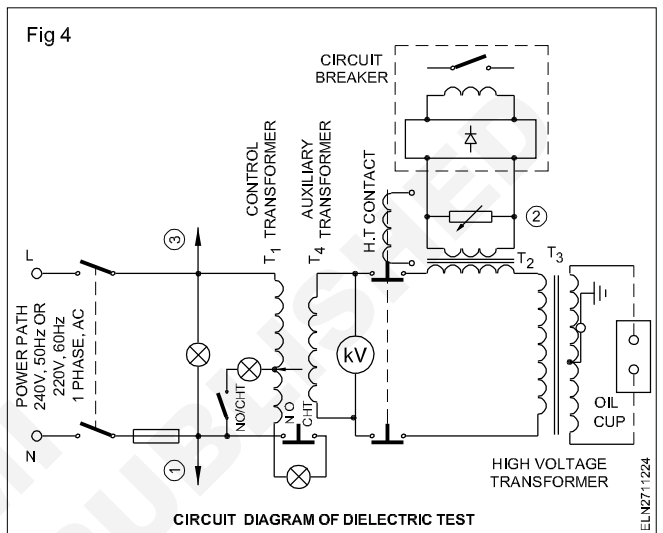 Fig 4
CIRCUIT
BREAKER
CONTROL
TRANSFORMER
T1
AUXILIARY
TRANSFORMER
T4
H.T CONTACT
2
T2
T3
3
L
POWER PATH
240V, 50Hz OR
220V, 60Hz
1 PHASE, AC
kV
NO/CHT
NO
CHT
N
1
OIL
CUP
HIGH VOLTAGE
TRANSFORMER
CIRCUIT DIAGRAM OF DIELECTRIC TEST
ELN2711224